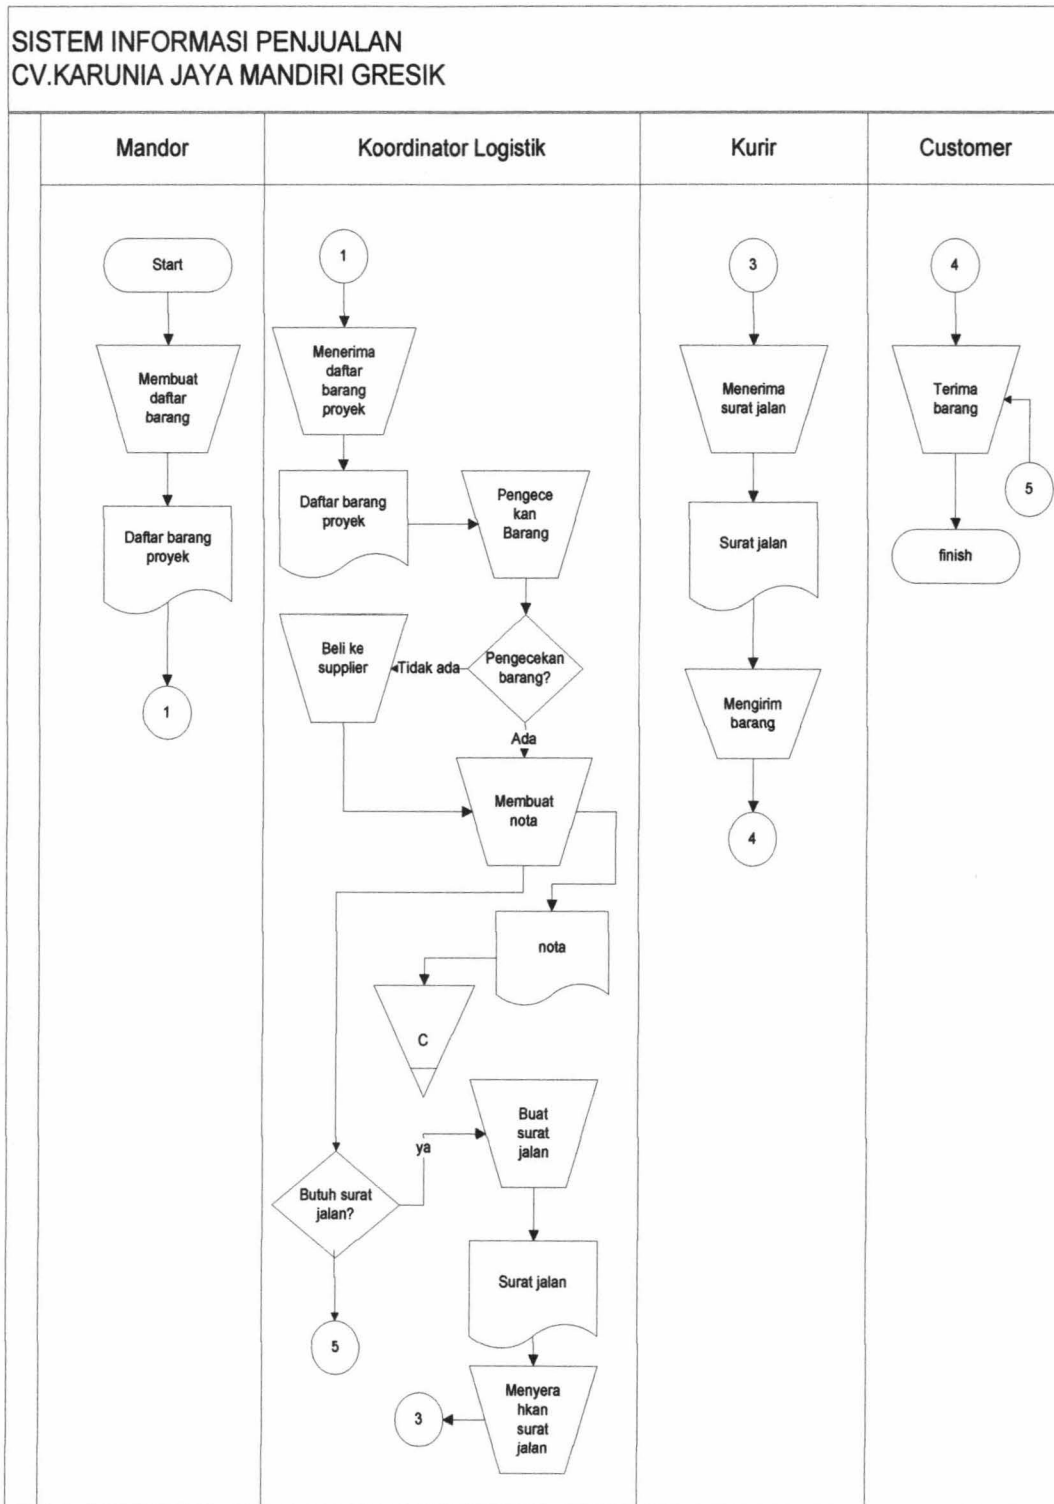 SISTEM INFORMASI PENJUALAN
CV.KARUNIA JAYA MANDIRI GRESIK
Mandor
Koordinator Logistik
Kurir
Customer
Start
Membuat
daftar
barang
Daftar barang
proyek
1
1
Menerima
daftar
barang
proyek
Daftar barang
proyek
Pengece
kan
Barang
Pengecekan
barang?
Tidak ada
Beli ke
supplier
Ada
Membuat
nota
nota
C
Butuh surat
jalan?
ya
Buat
surat
jalan
Surat jalan
Menyera
hkan
surat
jalan
3
5
3
Menerima
surat jalan
Surat jalan
Mengirim
barang
4
4
Terima
barang
5
finish